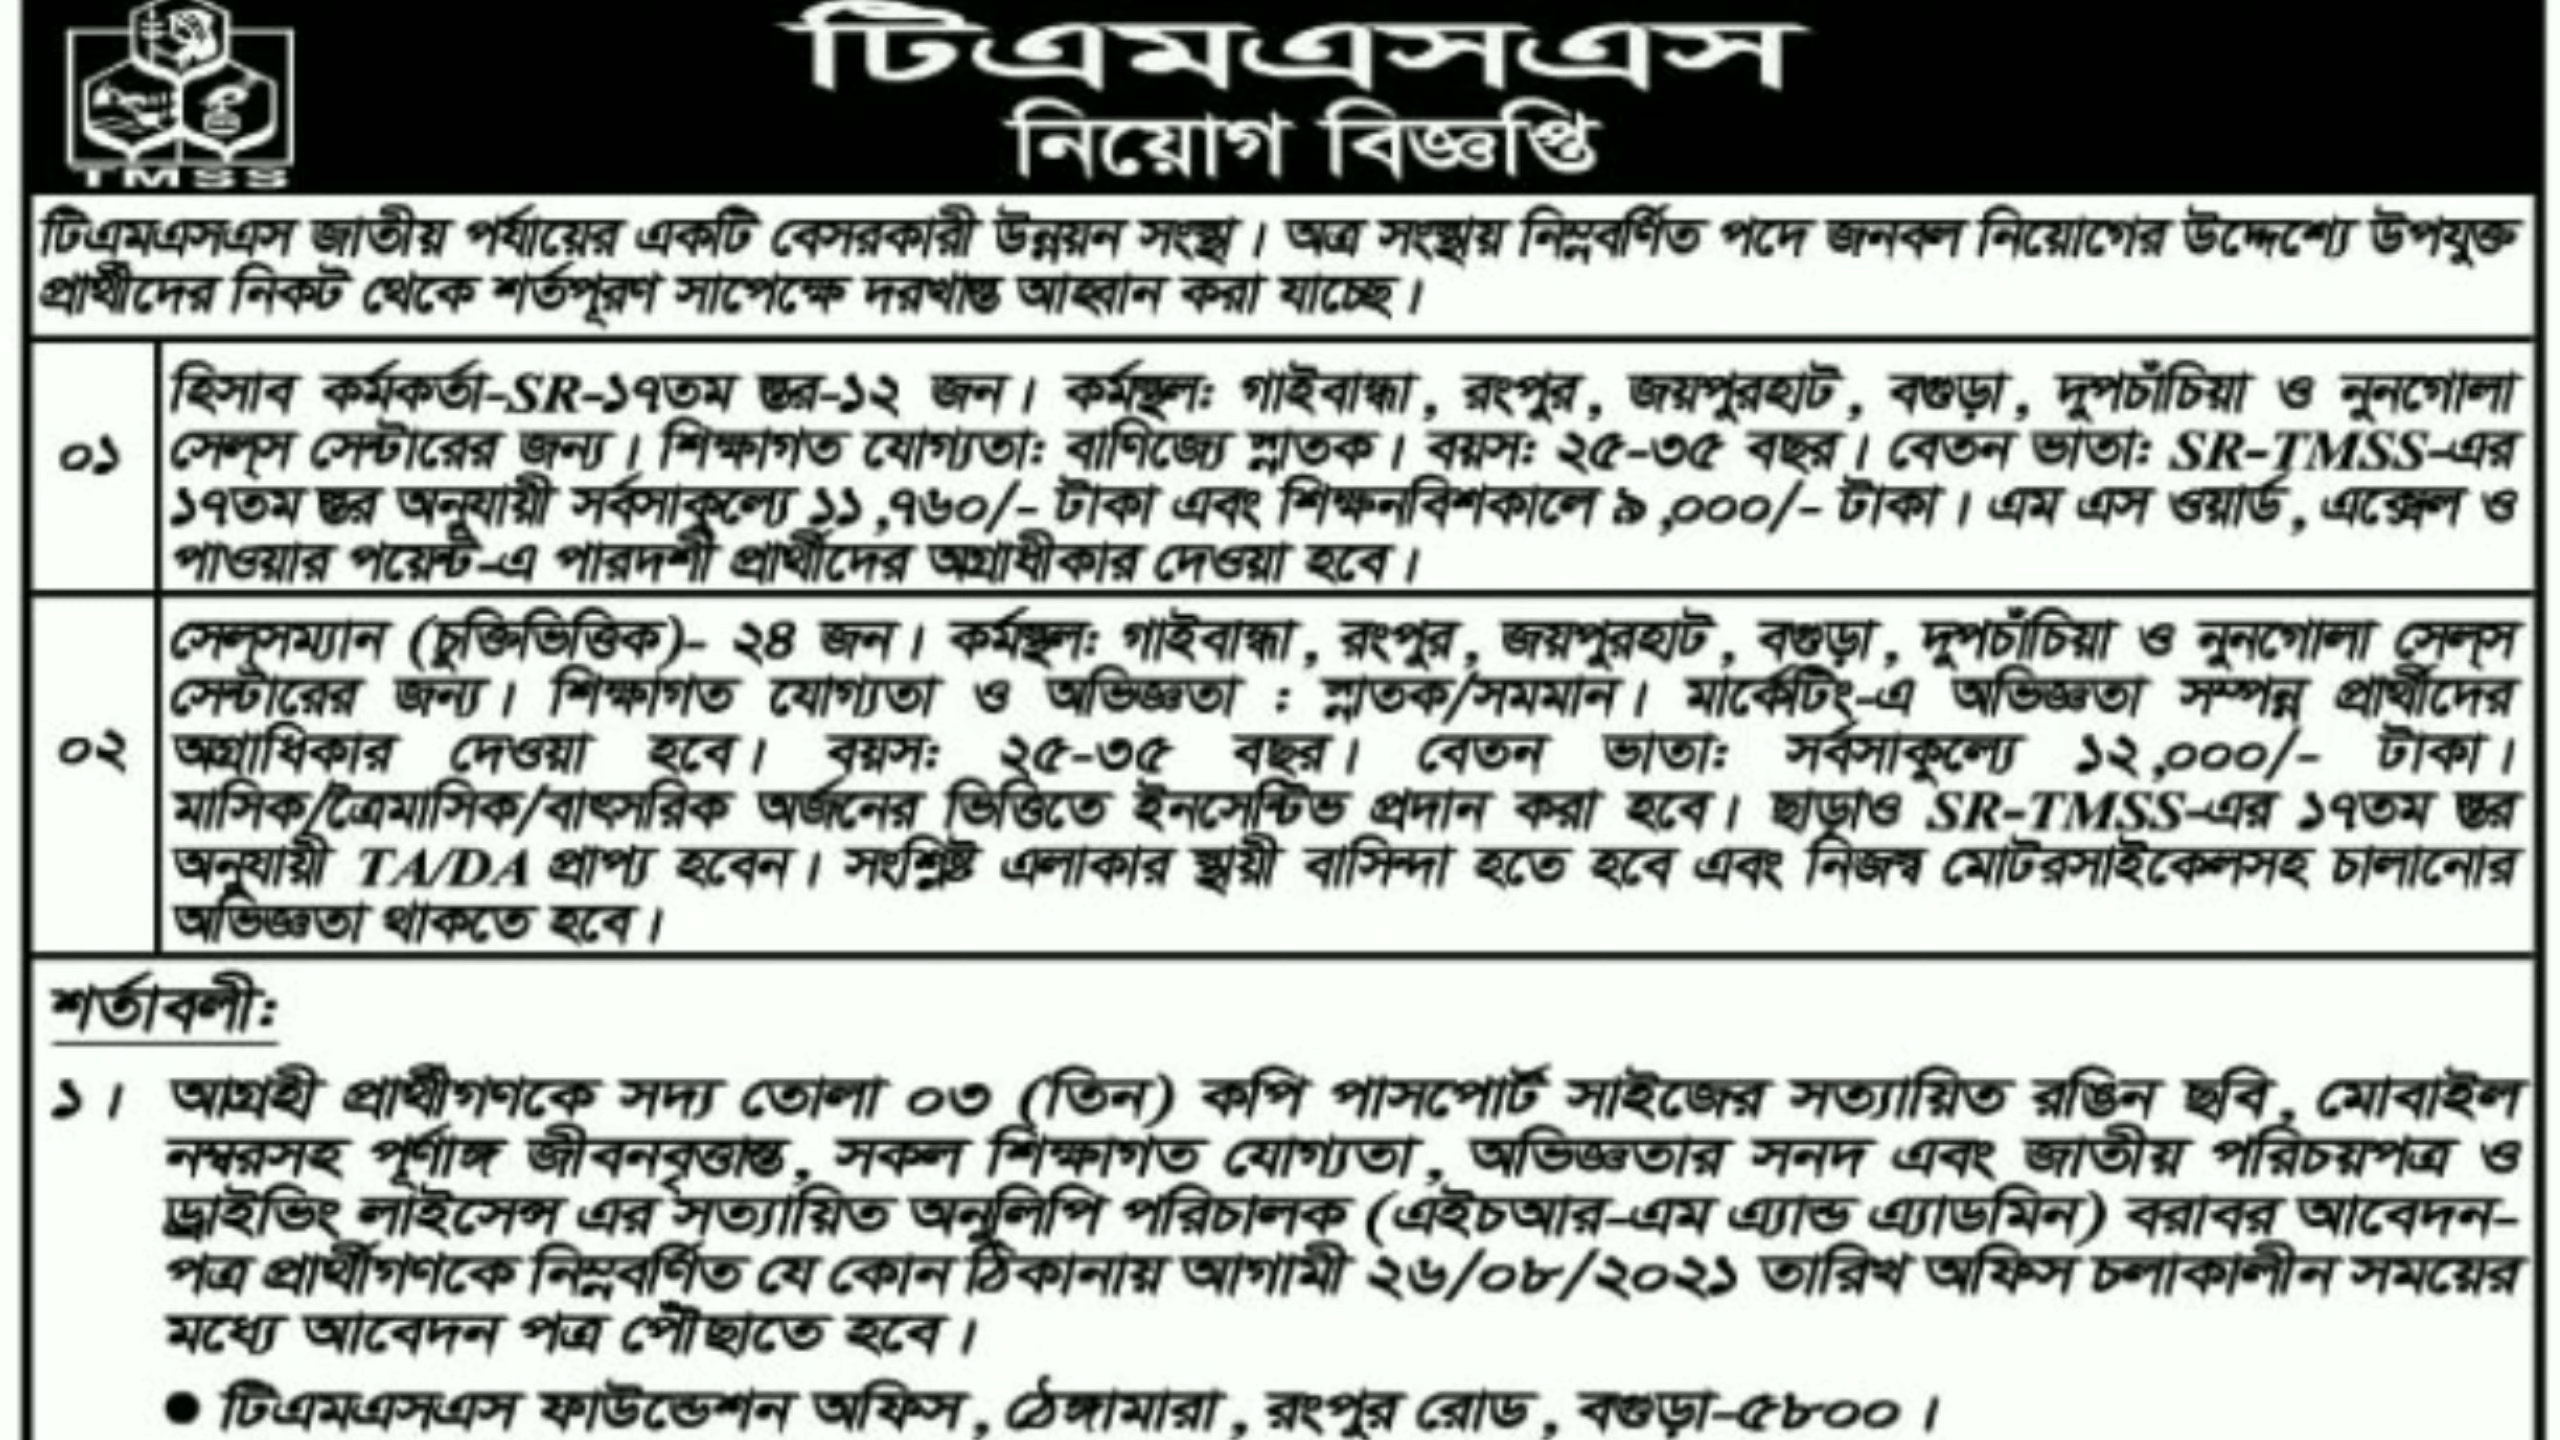 টিএমএসএস
নিয়োগ বিজ্ঞপ্তি
TMSS
টিএমএসএস জাতীয় পর্যায়ের একটি বেসরকারী উন্নয়ন সংস্থা। অত্র সংস্থায় নিম্নবর্ণিত পদে জনবল নিয়োগের উদ্দেশ্যে উপযুক্ত
প্রার্থীদের নিকট থেকে শর্তপূরণ সাপেক্ষে দরখাস্ত আহ্বান করা যাচ্ছে।
০১
হিসাব কর্মকর্তা-SR-১৭তম স্তর-১২ জন। কর্মস্থল: গাইবান্ধা, রংপুর, জয়পুরহাট, বগুড়া, দুপচাঁচিয়া ও নুনগোলা
সেল্‌স সেন্টারের জন্য। শিক্ষাগত যোগ্যতা: বাণিজ্যে স্নাতক। বয়স: ২৫-৩৫ বছর। বেতন ভাতা: SR-TMSS-এর
১৭তম স্তর অনুযায়ী সর্বসাকুল্যে ১১,৭৬০/- টাকা এবং শিক্ষনবিশকালে ৯,০০০/- টাকা। এম এস ওয়ার্ড, এক্সেল ও
পাওয়ার পয়েন্ট-এ পারদর্শী প্রার্থীদের অগ্রাধীকার দেওয়া হবে।
০২
সেল্‌সম্যান (চুক্তিভিত্তিক)- ২৪ জন। কর্মস্থল: গাইবান্ধা, রংপুর, জয়পুরহাট, বগুড়া, দুপচাঁচিয়া ও নুনগোলা সেল্‌স
সেন্টারের জন্য। শিক্ষাগত যোগ্যতা ও অভিজ্ঞতা : স্নাতক/সমমান। মার্কেটিং-এ অভিজ্ঞতা সম্পন্ন প্রার্থীদের
অগ্রাধিকার দেওয়া হবে। বয়স: ২৫-৩৫ বছর। বেতন ভাতা: সর্বসাকুল্যে ১২,০০০/- টাকা।
মাসিক/ত্রৈমাসিক/বাৎসরিক অর্জনের ভিত্তিতে ইনসেন্টিভ প্রদান করা হবে। ছাড়াও SR-TMSS-এর ১৭তম স্তর
অনুযায়ী TA/DA প্রাপ্য হবেন। সংশ্লিষ্ট এলাকার স্থায়ী বাসিন্দা হতে হবে এবং নিজস্ব মোটরসাইকেলসহ চালানোর
অভিজ্ঞতা থাকতে হবে।
শর্তাবলী:
১। আগ্রহী প্রার্থীগণকে সদ্য তোলা ০৩ (তিন) কপি পাসপোর্ট সাইজের সত্যায়িত রঙিন ছবি, মোবাইল
নম্বরসহ পূর্ণাঙ্গ জীবনবৃত্তান্ত, সকল শিক্ষাগত যোগ্যতা, অভিজ্ঞতার সনদ এবং জাতীয় পরিচয়পত্র ও
ড্রাইভিং লাইসেন্স এর সত্যায়িত অনুলিপি পরিচালক (এইচআর-এম এ্যান্ড এ্যাডমিন) বরাবর আবেদন-
পত্র প্রার্থীগণকে নিম্নবর্ণিত যে কোন ঠিকানায় আগামী ২৬/০৮/২০২১ তারিখ অফিস চলাকালীন সময়ের
মধ্যে আবেদন পত্র পৌঁছাতে হবে।
● টিএমএসএস ফাউন্ডেশন অফিস, ঠেঙ্গামারা, রংপুর রোড, বগুড়া-৫৮০০।